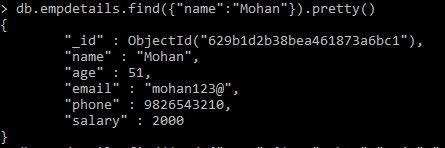 > db.empdetails.find({"name":"Mohan"}).pretty()
{
"_id" : ObjectId("629b1d2b38bea461873a6bc1"),
"name" : "Mohan",
"age" : 51,
"email" : "mohan123@",
"phone" : 9826543210,
"salary" : 2000
}